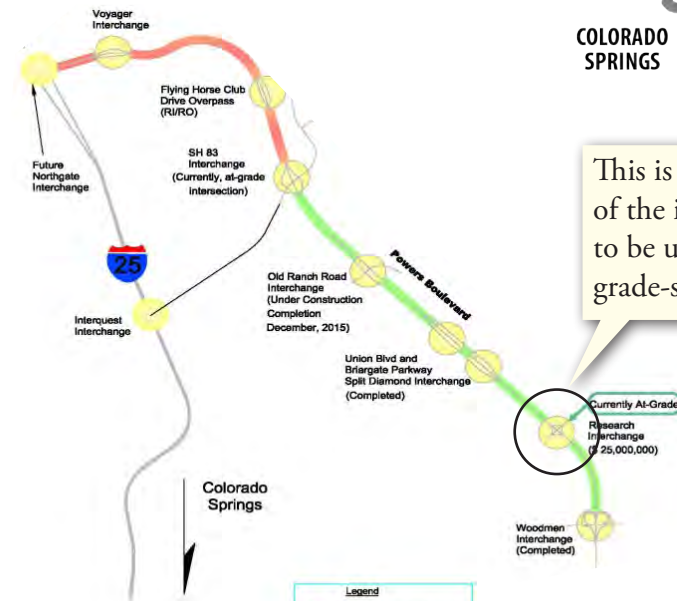 COLORADO
SPRINGS
Voyager
Interchange
Flying Horse Club
Drive Overpass
(RI/RO)
SH 83
Interchange
(Currently, at-grade
intersection)
Future
Northgate
Interchange
This is
of the
to be
grade-s
25
Powers Boulevard
Old Ranch Road
Interchange
(Under Construction
Completion
December, 2015)
Interquest
Interchange
Union Blvd and
Briargate Parkway
Split Diamond Interchange
(Completed)
Currently At-Grade
Research
Interchange
($ 25,000,000)
Colorado
Springs
Woodmen
Interchange
(Completed)
Legend